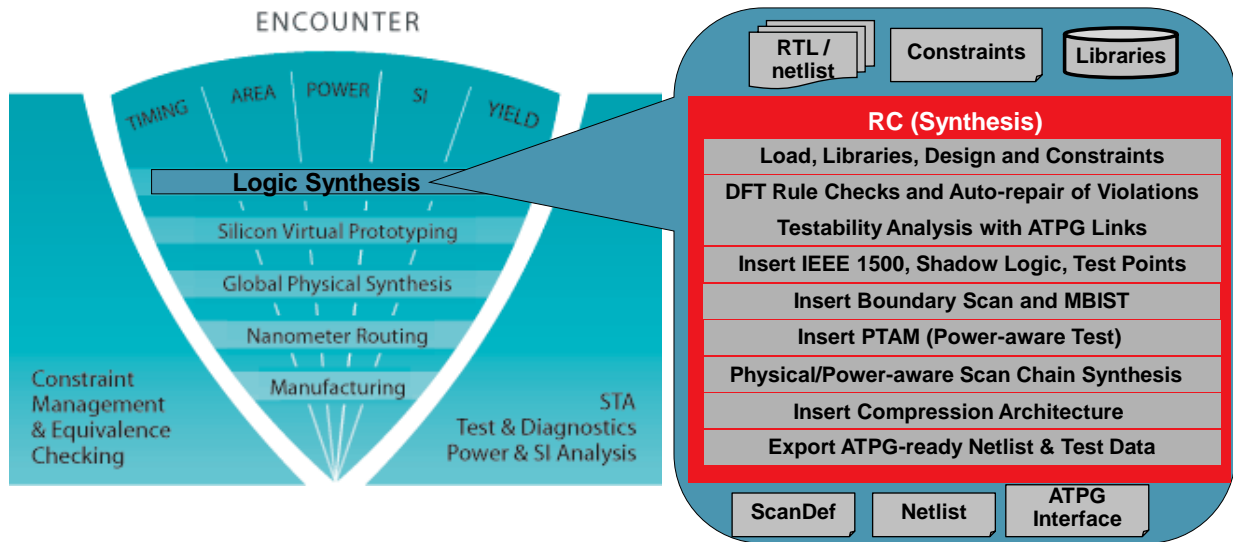 ENCOUNTER
TIMING
AREA
POWER
SI
YIELD
Logic Synthesis
Silicon Virtual Prototyping
Global Physical Synthesis
Nanometer Routing
Manufacturing
Constraint
Management
& Equivalence
Checking
STA
Test & Diagnostics
Power & SI Analysis
RTL /
netlist
Constraints
Libraries
RC (Synthesis)
Load, Libraries, Design and Constraints
DFT Rule Checks and Auto-repair of Violations
Testability Analysis with ATPG Links
Insert IEEE 1500, Shadow Logic, Test Points
Insert Boundary Scan and MBIST
Insert PTAM (Power-aware Test)
Physical/Power-aware Scan Chain Synthesis
Insert Compression Architecture
Export ATPG-ready Netlist & Test Data
ScanDef
Netlist
ATPG
Interface